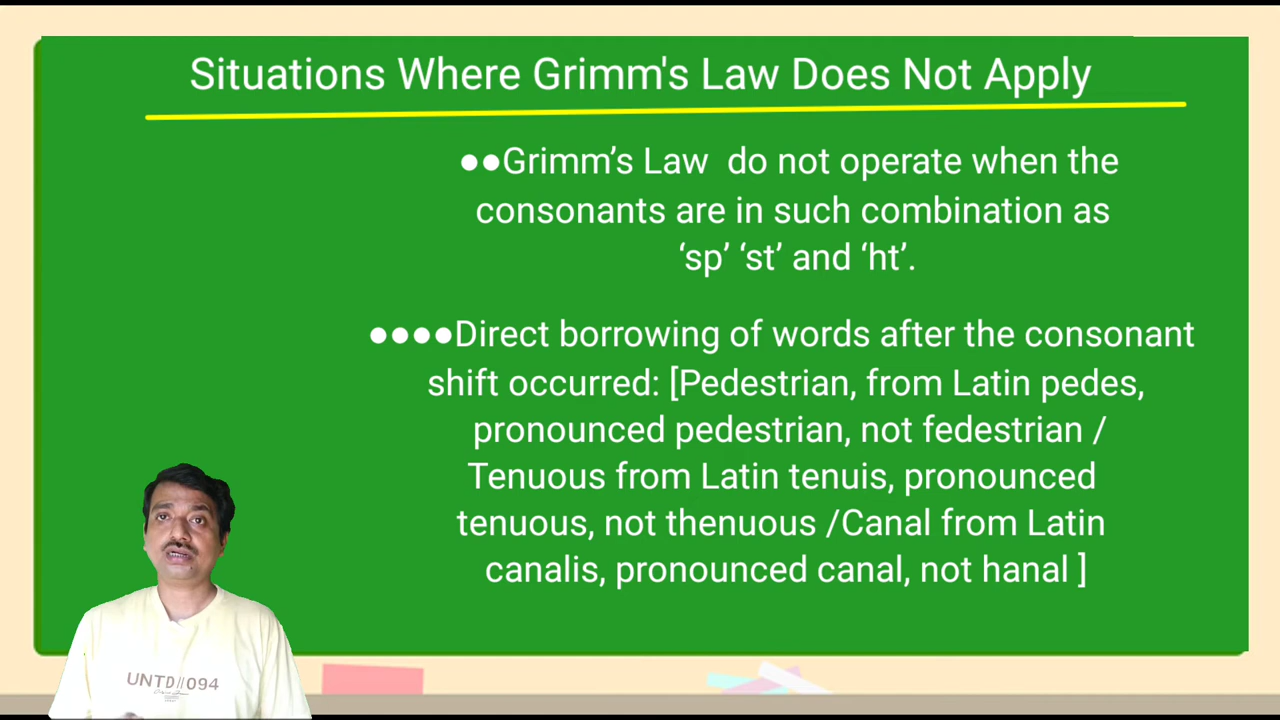 Situations Where Grimm's Law Does Not Apply
●●Grimm’s Law do not operate when the
consonants are in such combination as
‘sp’ ‘st’ and ‘ht’.
●●●●Direct borrowing of words after the consonant
shift occurred: [Pedestrian, from Latin pedes,
pronounced pedestrian, not fedestrian /
Tenuous from Latin tenuis, pronounced
tenuous, not thenuous /Canal from Latin
canalis, pronounced canal, not hanal ]
UNTD//094